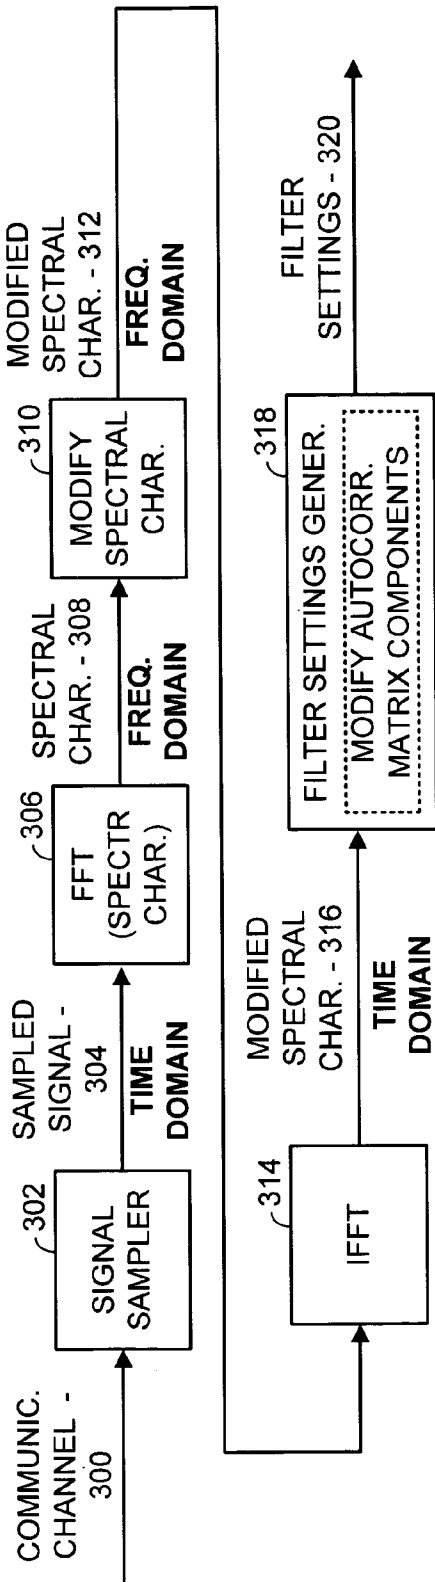 COMMUNIC.
CHANNEL -
300
302
SIGNAL
SAMPLER
SAMPLED
SIGNAL -
304
TIME
DOMAIN
306
FFT
(SPECTR
CHAR.)
SPECTRAL
CHAR. - 308
FREQ.
DOMAIN
310
MODIFY
SPECTRAL
CHAR.
MODIFIED
SPECTRAL
CHAR. - 312
FREQ.
DOMAIN
314
IFFT
MODIFIED
SPECTRAL
CHAR. - 316
TIME
DOMAIN
318
FILTER SETTINGS GENER.
MODIFY AUTOCORR.
MATRIX COMPONENTS
FILTER
SETTINGS - 320